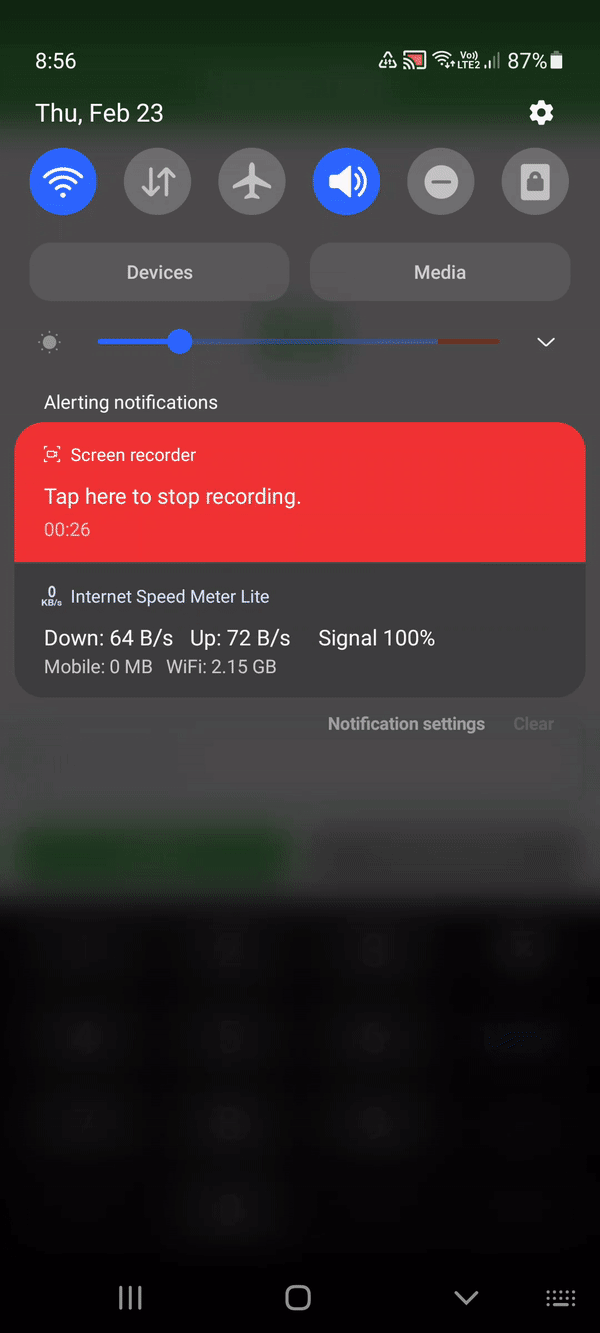 8:56
Vo)) LTE2 87%
Thu, Feb 23
Devices
Media
Alerting notifications
Screen recorder
Tap here to stop recording.
00:26
0 KB/s Internet Speed Meter Lite
Down: 64 B/s Up: 72 B/s Signal 100%
Mobile: 0 MB WiFi: 2.15 GB
Notification settings Clear